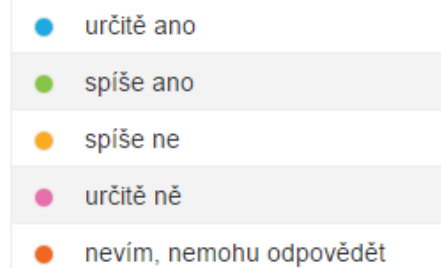 určitě ano
spíše ano
spíše ne
určitě ně
nevím, nemohu odpovědět